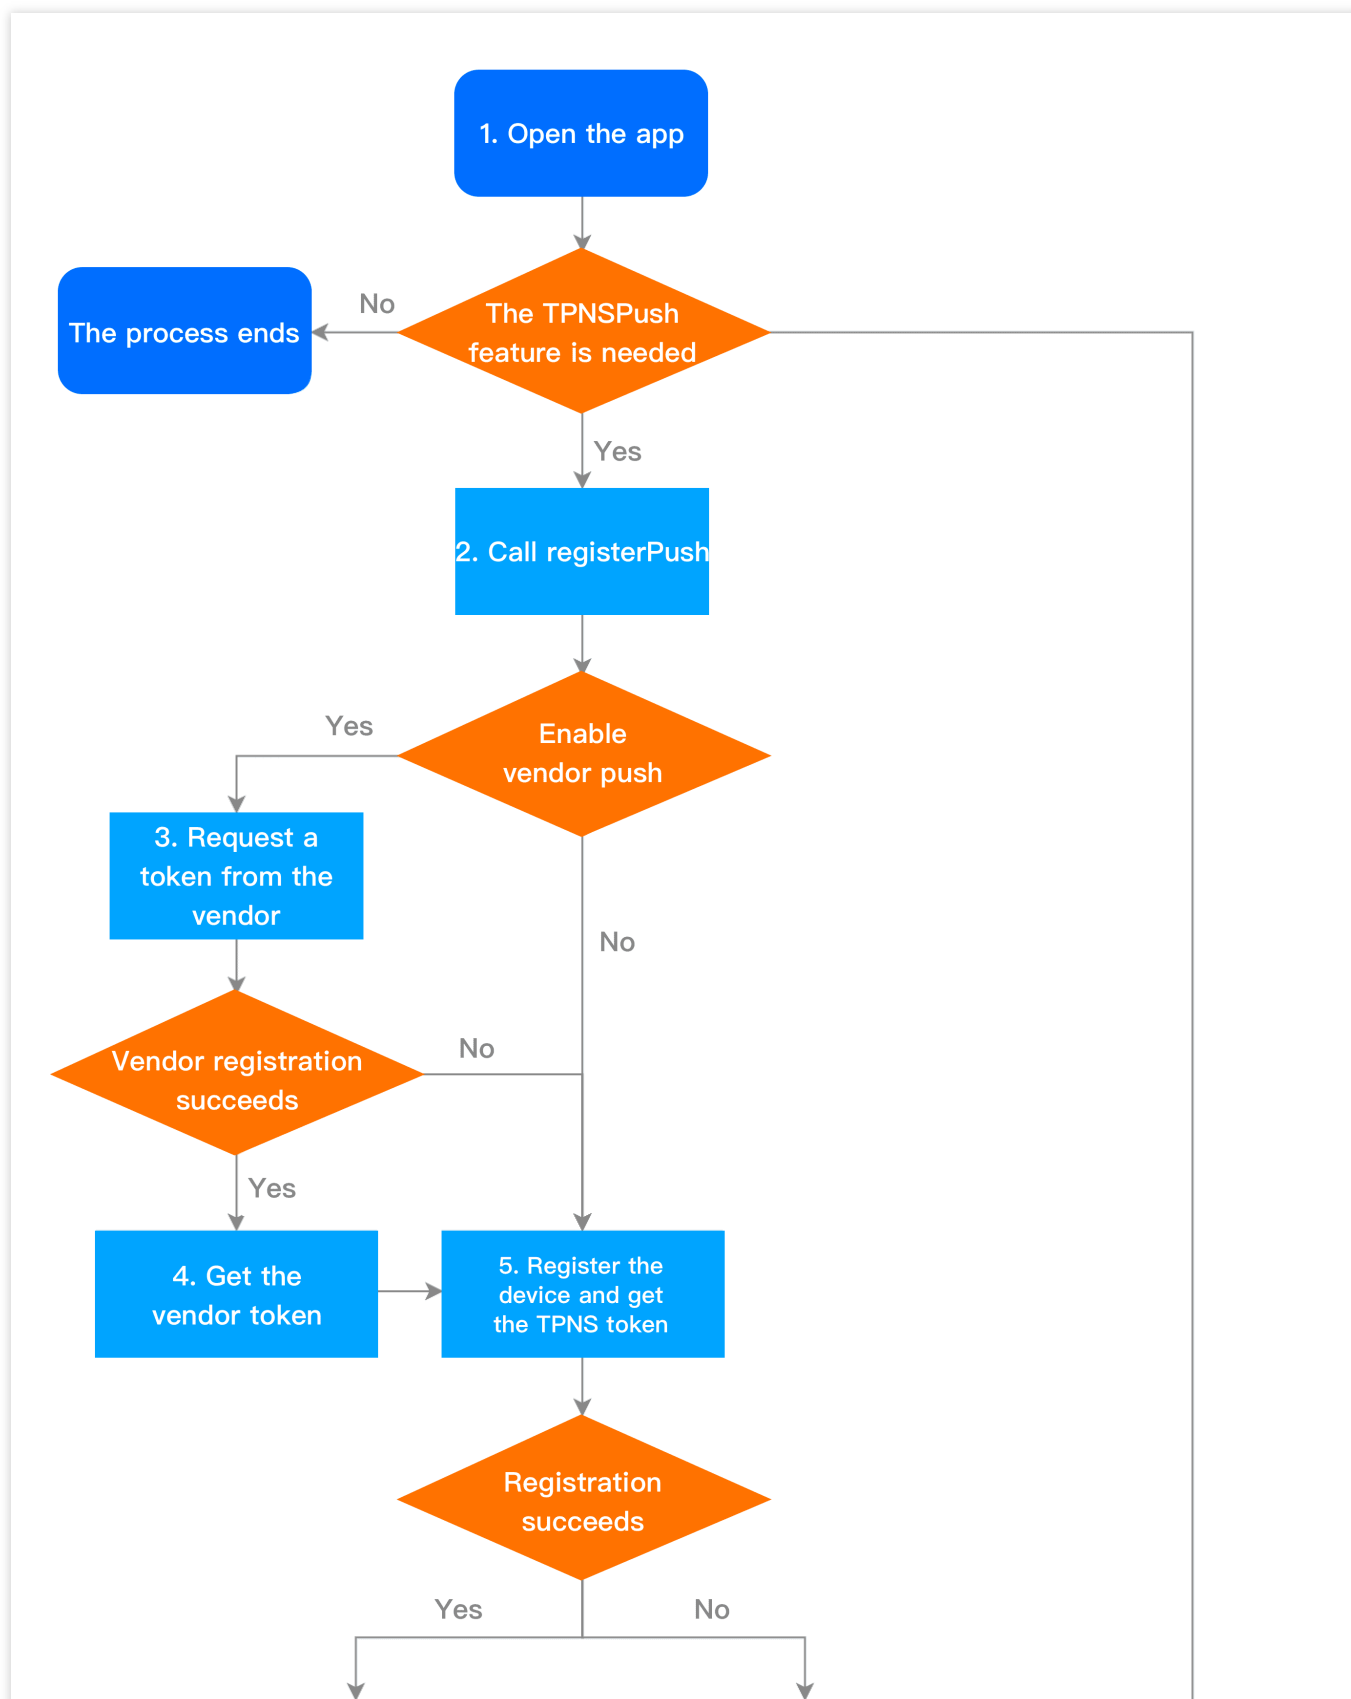 1. Open the app
No
The process ends
The TPNSPush
feature is needed
Yes
2. Call registerPush
Yes
Enable
vendor push
3. Request a
token from the
vendor
No
No
Vendor registration
succeeds
Yes
4. Get the
vendor token
5. Register the
device and get
the TPNS token
Registration
succeeds
Yes
No